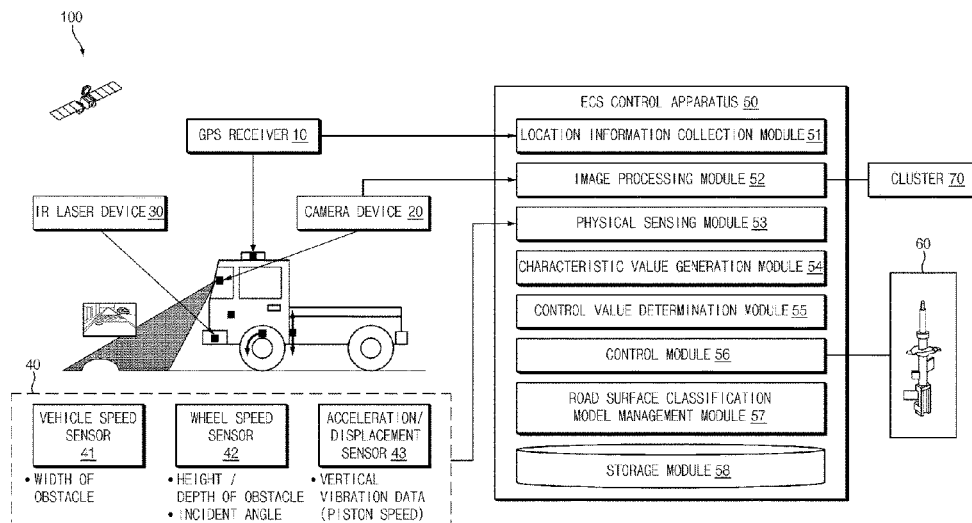 100
GPS RECEIVER 10
IR LASER DEVICE 30
CAMERA DEVICE 20
40
VEHICLE SPEED
SENSOR
41
• WIDTH OF
OBSTACLE
WHEEL SPEED
SENSOR
42
• HEIGHT /
DEPTH OF OBSTACLE
• INCIDENT ANGLE
ACCELERATION/
DISPLACEMENT
SENSOR 43
• VERTICAL
VIBRATION DATA
(PISTON SPEED)
ECS CONTROL APPARATUS 50
LOCATION INFORMATION COLLECTION MODULE 51
IMAGE PROCESSING MODULE 52
PHYSICAL SENSING MODULE 53
CHARACTERISTIC VALUE GENERATION MODULE 54
CONTROL VALUE DETERMINATION MODULE 55
CONTROL MODULE 56
ROAD SURFACE CLASSIFICATION
MODEL MANAGEMENT MODULE 57
STORAGE MODULE 58
CLUSTER 70
60